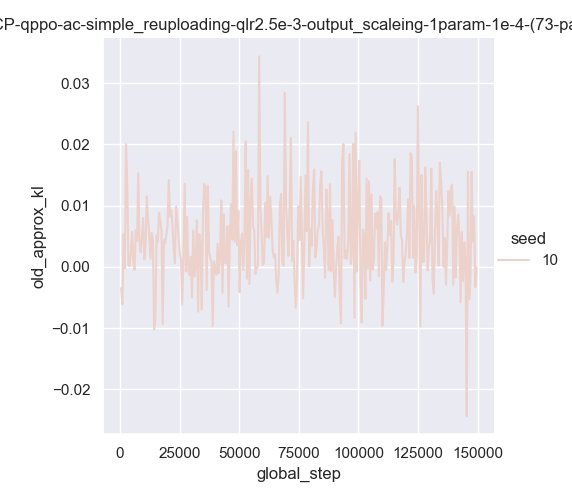 CP-qppo-ac-simple_reuploading-qlr2.5e-3-output_scaleing-1param-1e-4-(73-pa
0.03
0.02
0.01
0.00
−0.01
−0.02
old_approx_kl
0 25000 50000 75000 100000 125000 150000
global_step
seed
10